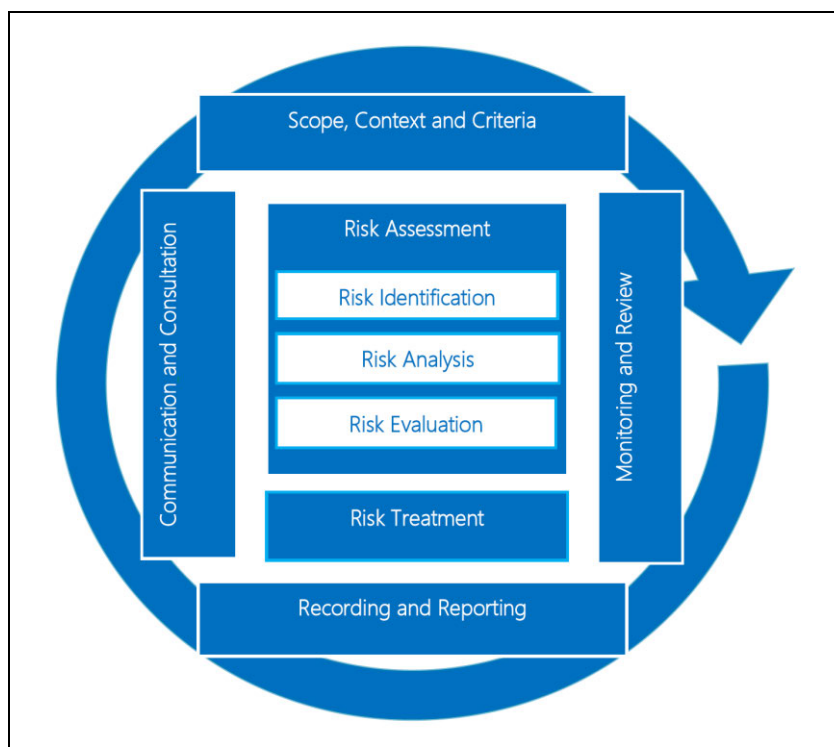 Scope, Context and Criteria
Communication and Consultation
Risk Assessment
Risk Identification
Risk Analysis
Risk Evaluation
Risk Treatment
Monitoring and Review
Recording and Reporting